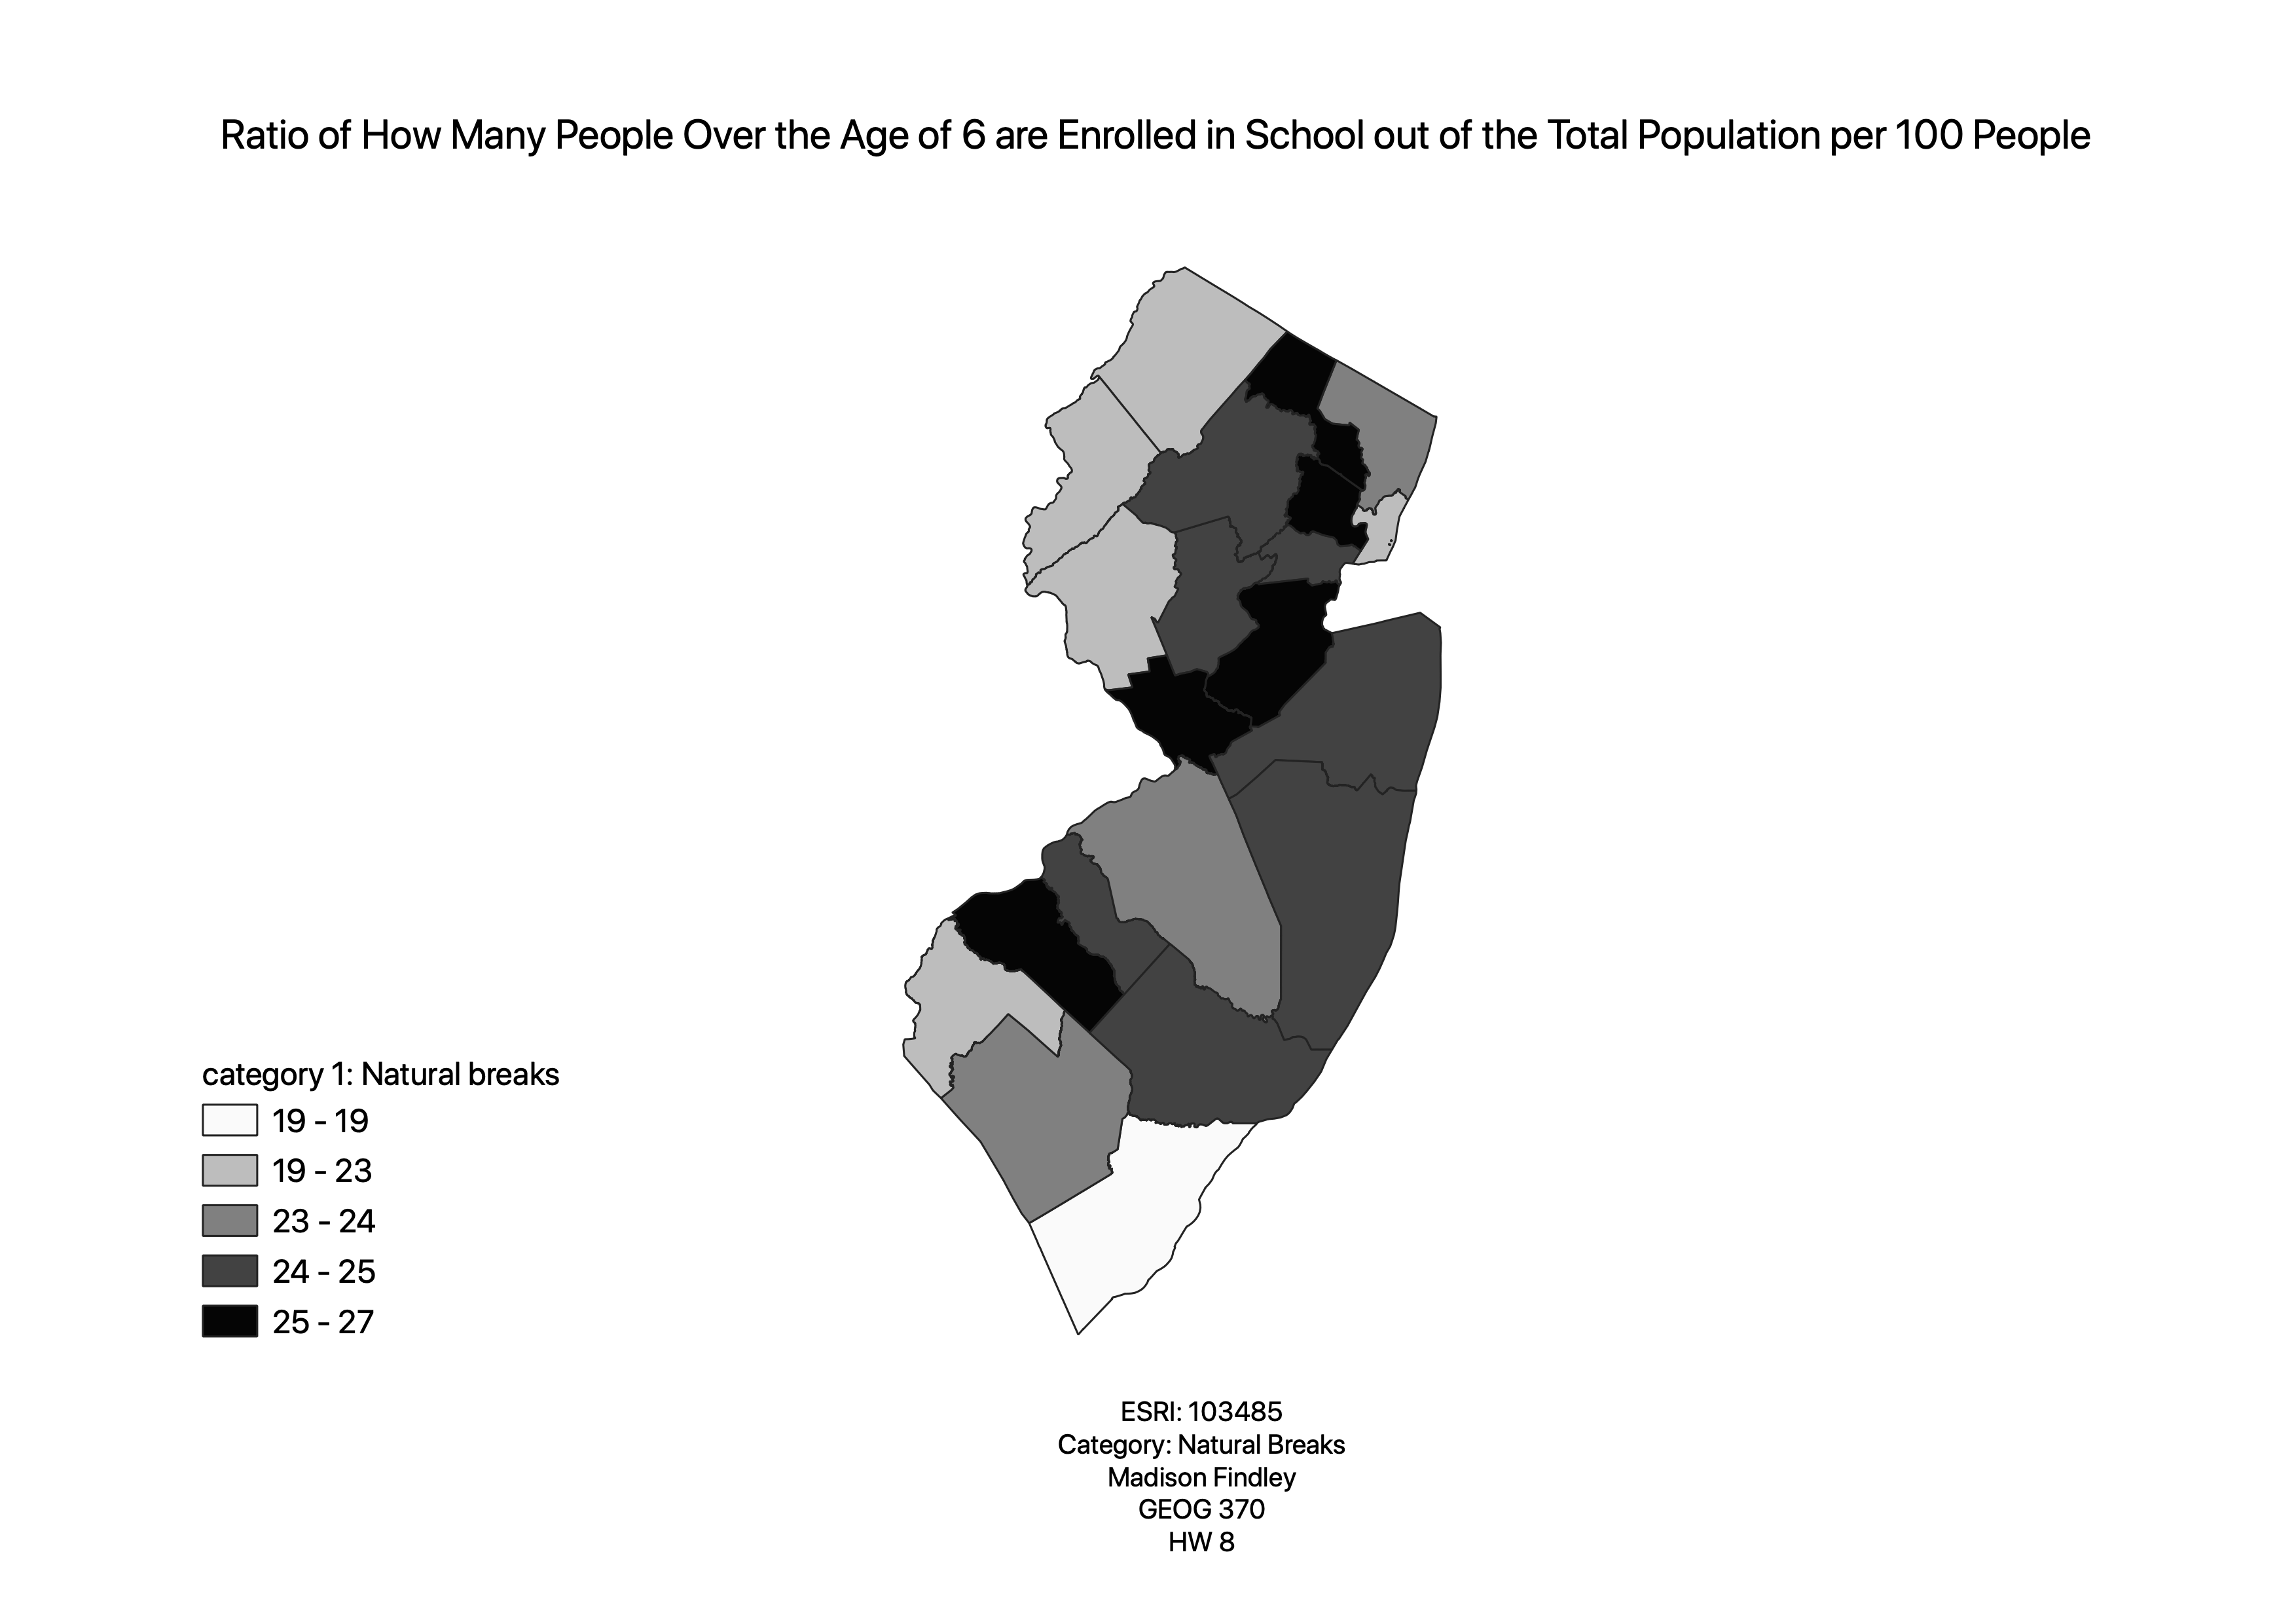 Ratio of How Many People Over the Age of 6 are Enrolled in School out of the Total Population per 100 People
category 1: Natural breaks
19 - 19
19 - 23
23 - 24
24 - 25
25 - 27
ESRI: 103485
Category: Natural Breaks
Madison Findley
GEOG 370
HW 8